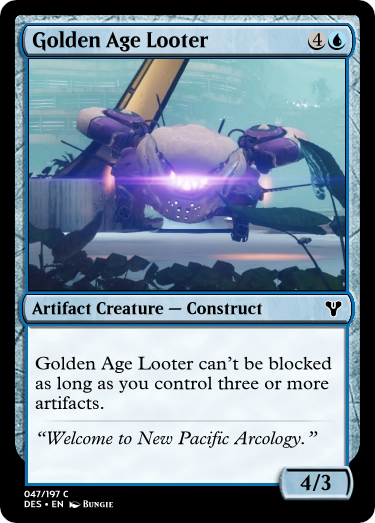 Golden Age Looter 4
Artifact Creature — Construct
Golden Age Looter can't be blocked
as long as you control three or more
artifacts.
“Welcome to New Pacific Arcology.”
4/3
047/197 C
DES • EN Bungie